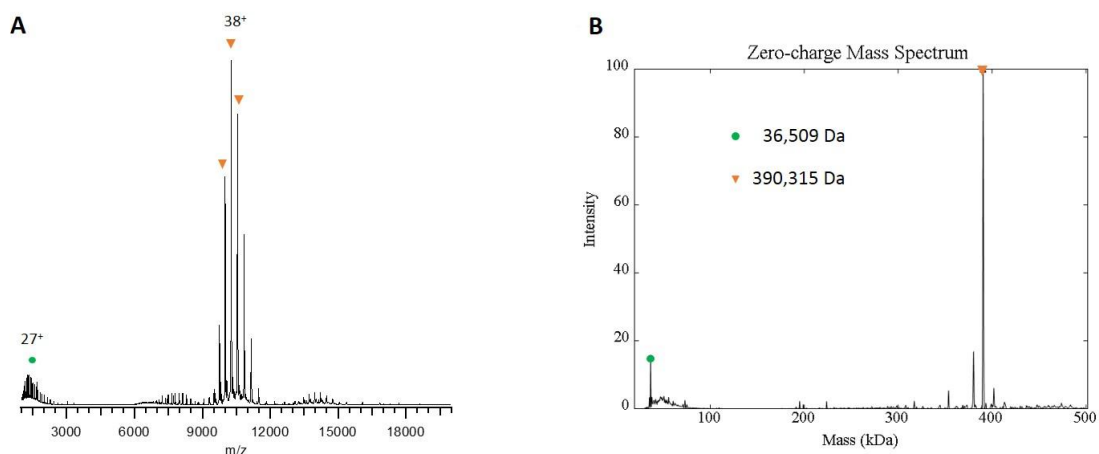 A
38⁺
27⁺
3000 6000 9000 12000 15000 18000
m/z
B
Zero-charge Mass Spectrum
100
80
60
40
20
0
Intensity
36,509 Da
390,315 Da
100 200 300 400 500
Mass (kDa)